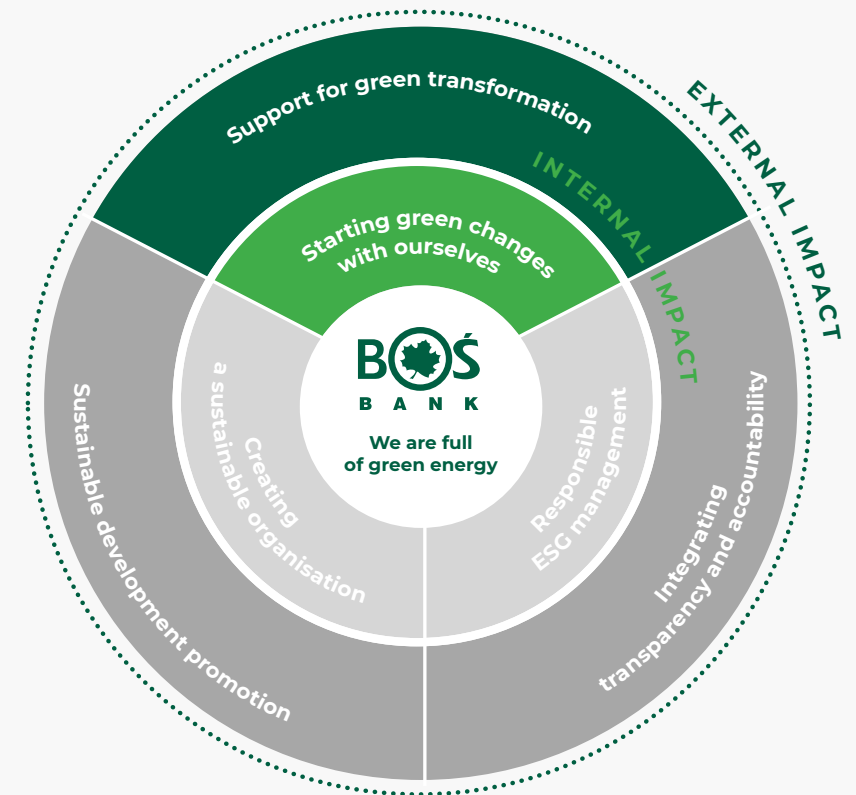 EXTERNAL IMPACT
Support for green transformation
INTERNAL IMPACT
Starting green changes
with ourselves
BOŚ
BANK
We are full
of green energy
Creating
a sustainable organisation
Responsible
ESG management
Sustainable development promotion
Integrating
transparency and accountability